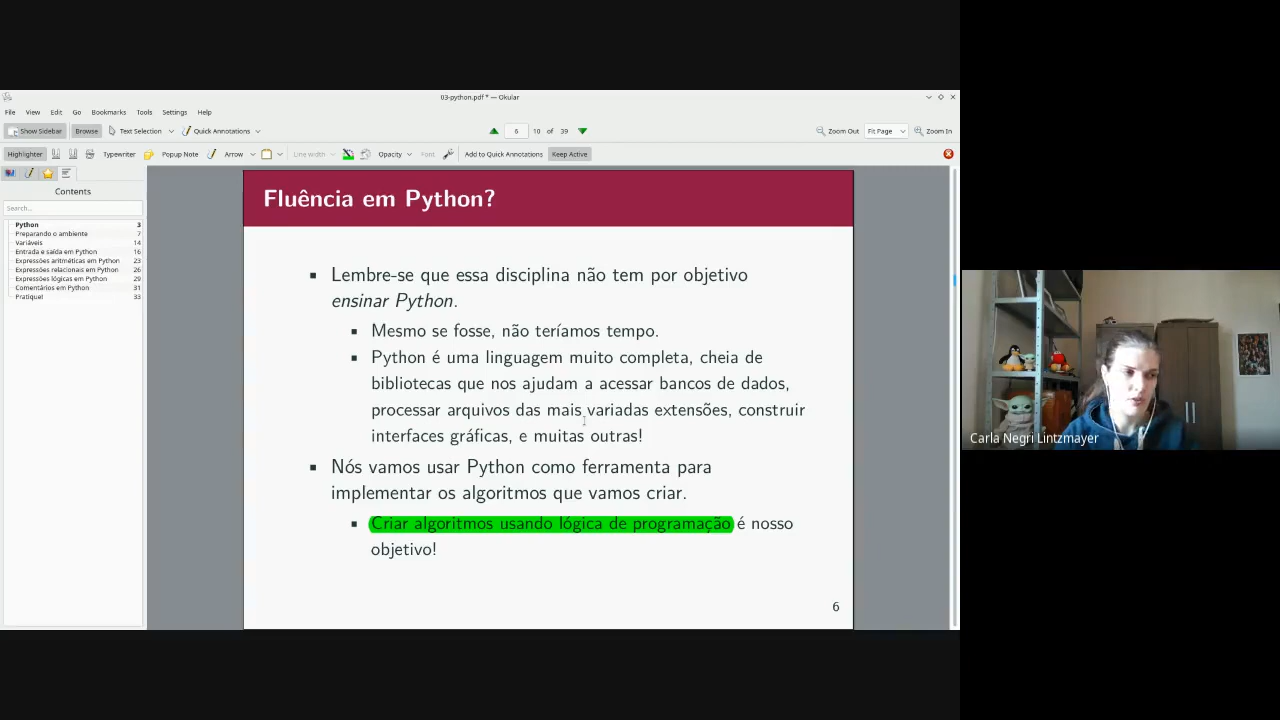 03-python.pdf * — Okular
File View Edit Go Bookmarks Tools Settings Help
Show Sidebar Browse Text Selection Quick Annotations 6 10 of 39 Zoom Out Fit Page Zoom In
Highlighter Typewriter Popup Note Arrow Line width Opacity Font Add to Quick Annotations Keep Active
Contents
Search...
Python 3
Preparando o ambiente 7
Variáveis 14
Entrada e saída em Python 16
Expressões aritméticas em Python 23
Expressões relacionais em Python 26
Expressões lógicas em Python 29
Comentários em Python 31
Pratique! 33
Fluência em Python?
Lembre-se que essa disciplina não tem por objetivo
ensinar Python.
Mesmo se fosse, não teríamos tempo.
Python é uma linguagem muito completa, cheia de
bibliotecas que nos ajudam a acessar bancos de dados,
processar arquivos das mais variadas extensões, construir
interfaces gráficas, e muitas outras!
Nós vamos usar Python como ferramenta para
implementar os algoritmos que vamos criar.
Criar algoritmos usando lógica de programação é nosso
objetivo!
6
Carla Negri Lintzmayer